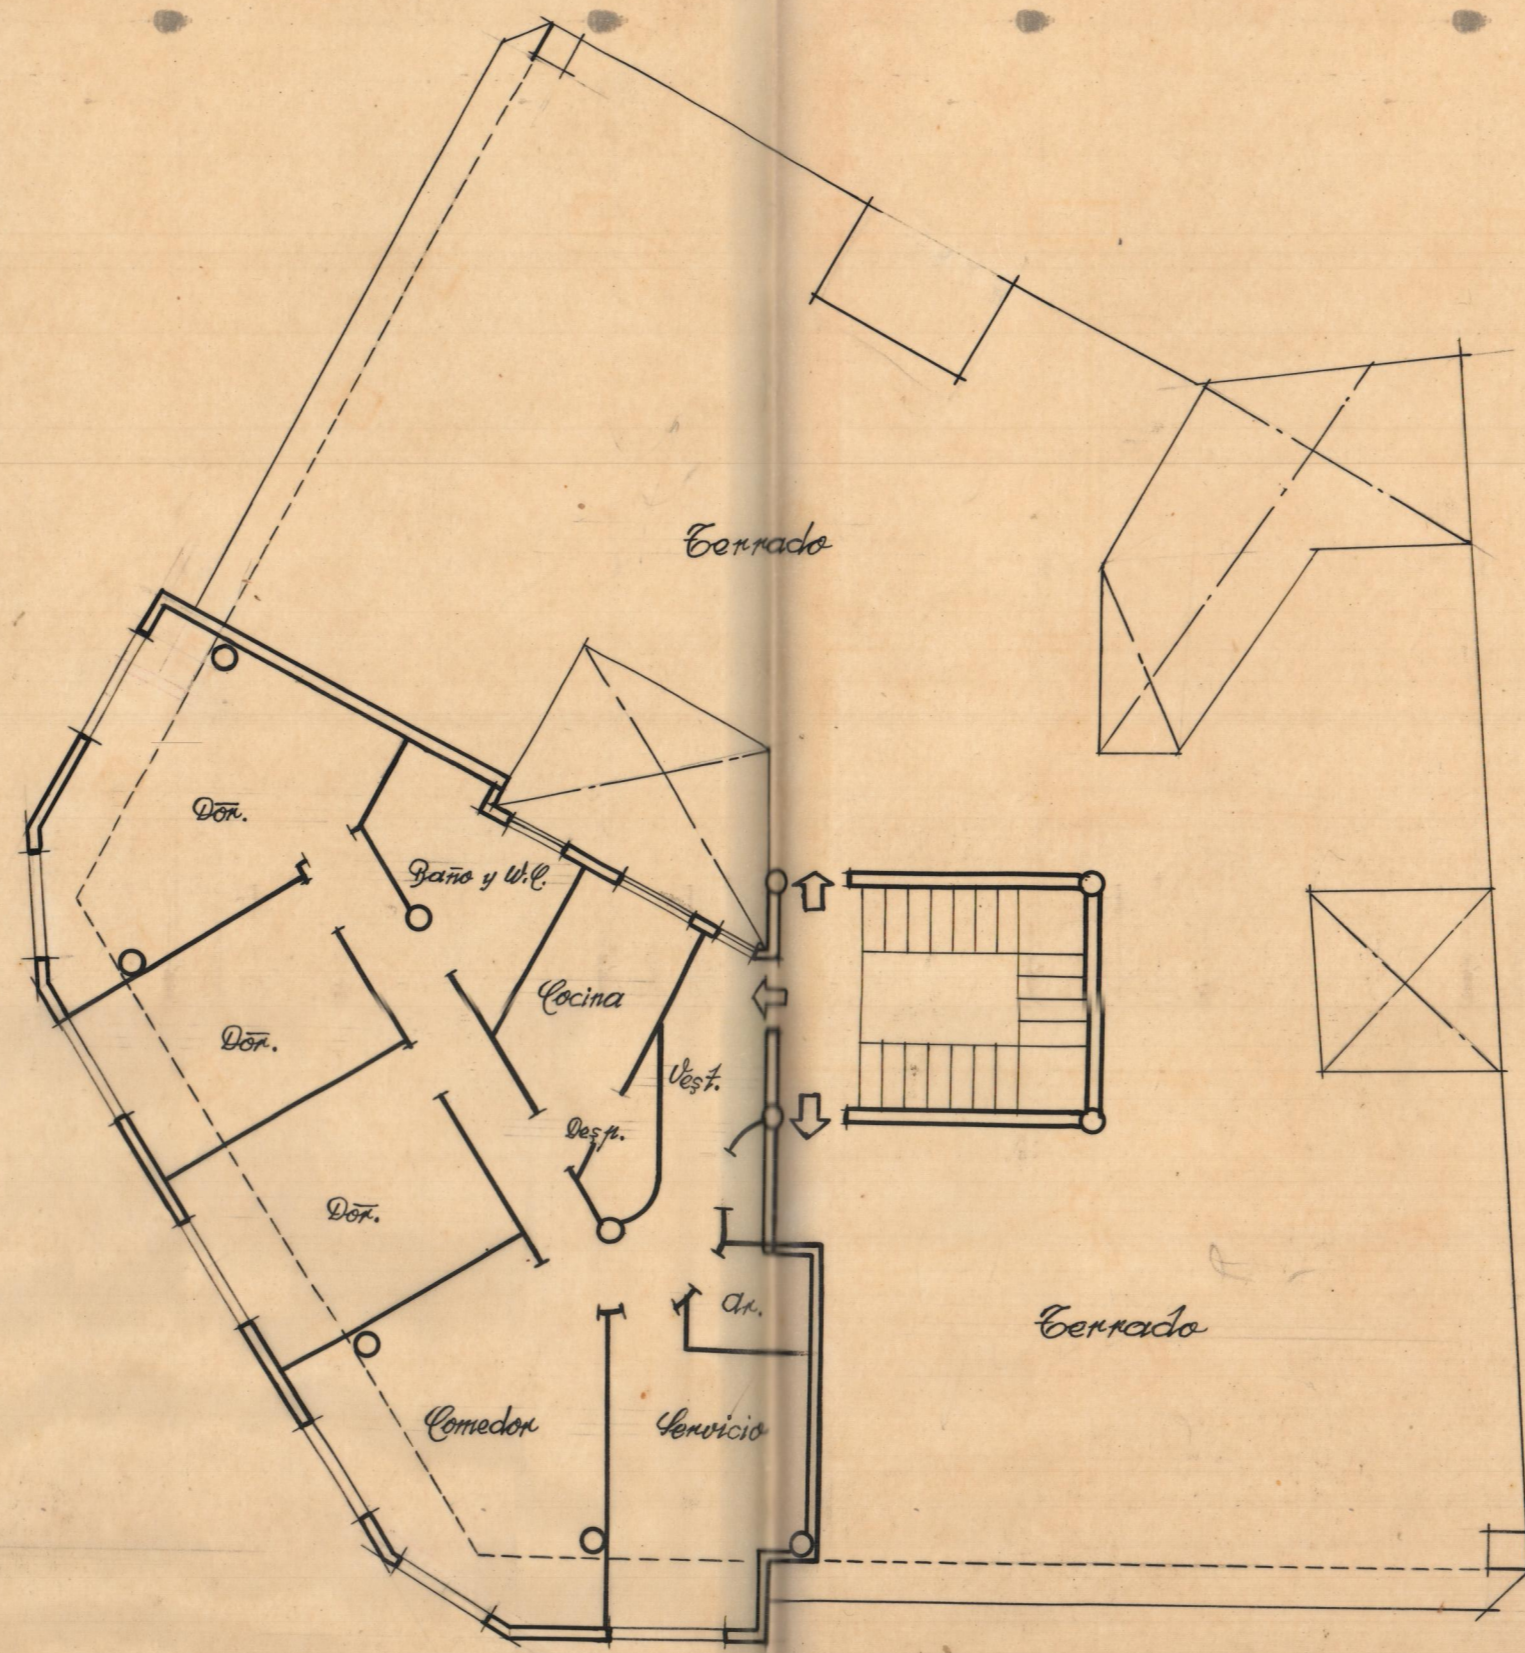 Terrado
Dor.
Baño y W.C.
Cocina
Dor.
Vest.
Desp.
Dor.
Ar.
Terrado
Comedor
Servicio